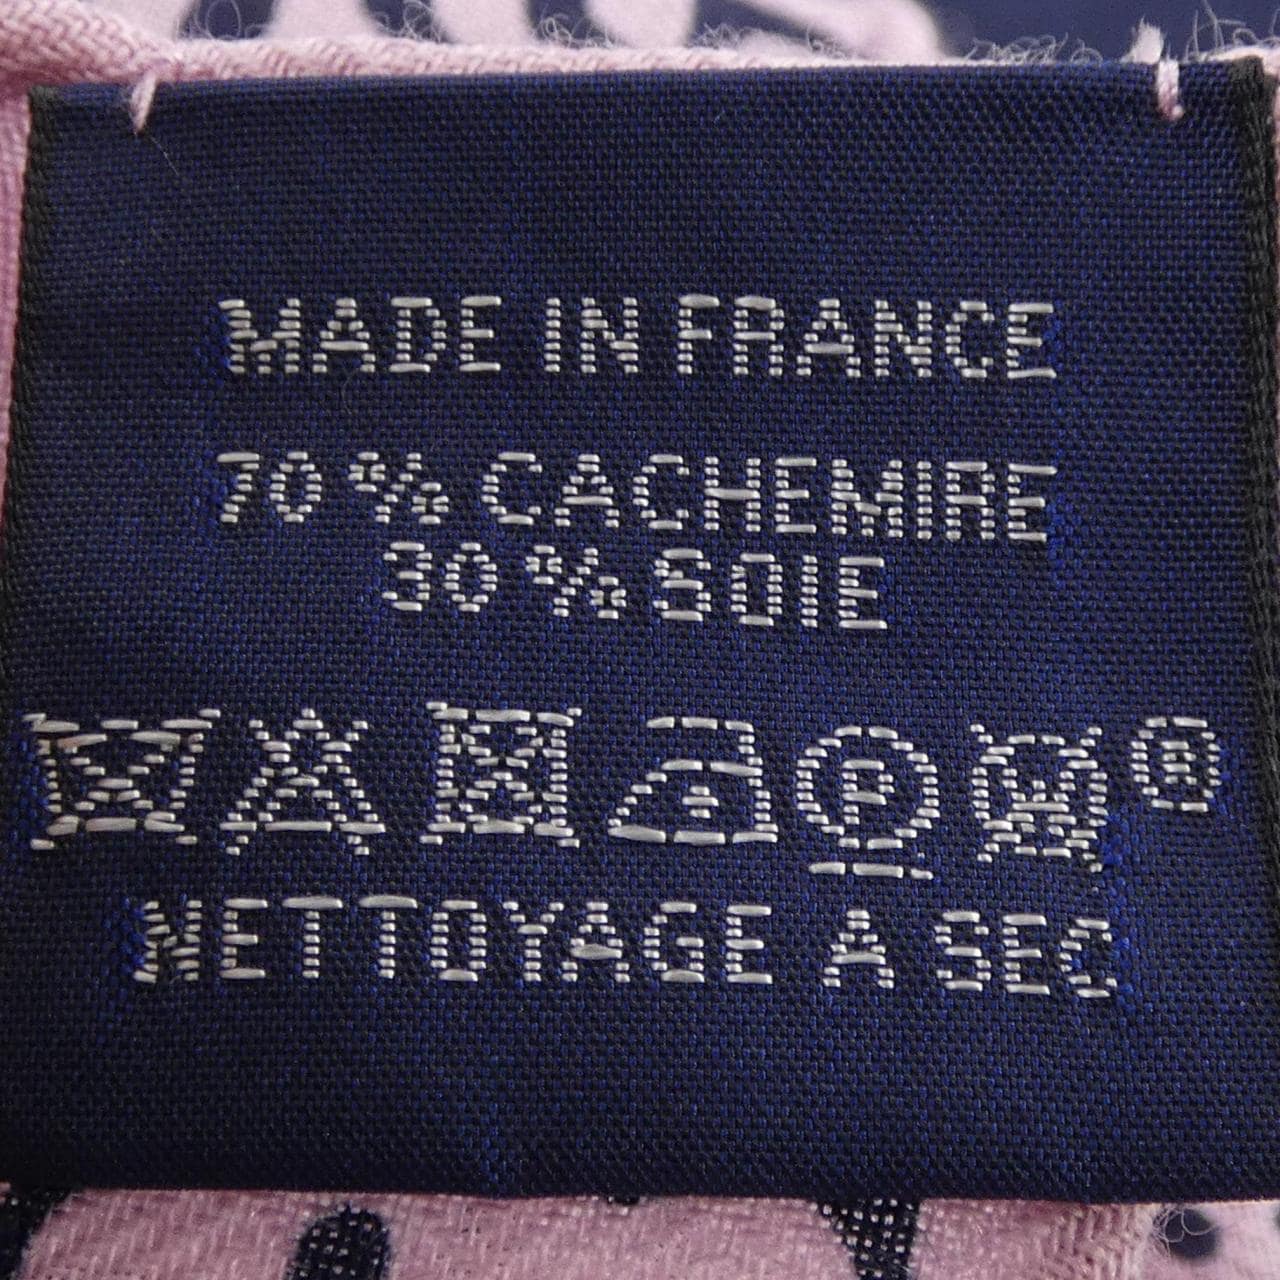 MADE IN FRANCE
70 % CACHEMIRE
30 % SOIE
P W ®
NETTOYAGE A SEC